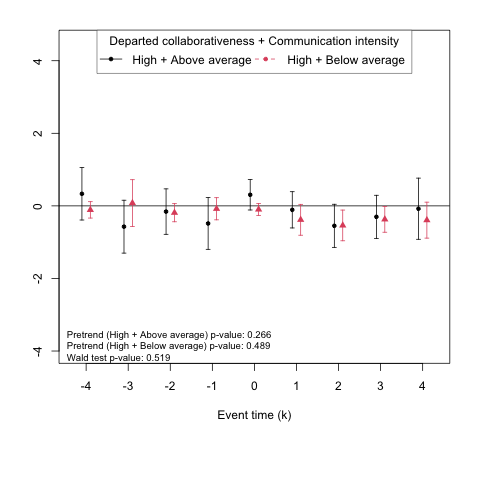 Departed collaborativeness + Communication intensity
High + Above average High + Below average
4
2
0
-2
-4
Pretrend (High + Above average) p-value: 0.266
Pretrend (High + Below average) p-value: 0.489
Wald test p-value: 0.519
-4 -3 -2 -1 0 1 2 3 4
Event time (k)